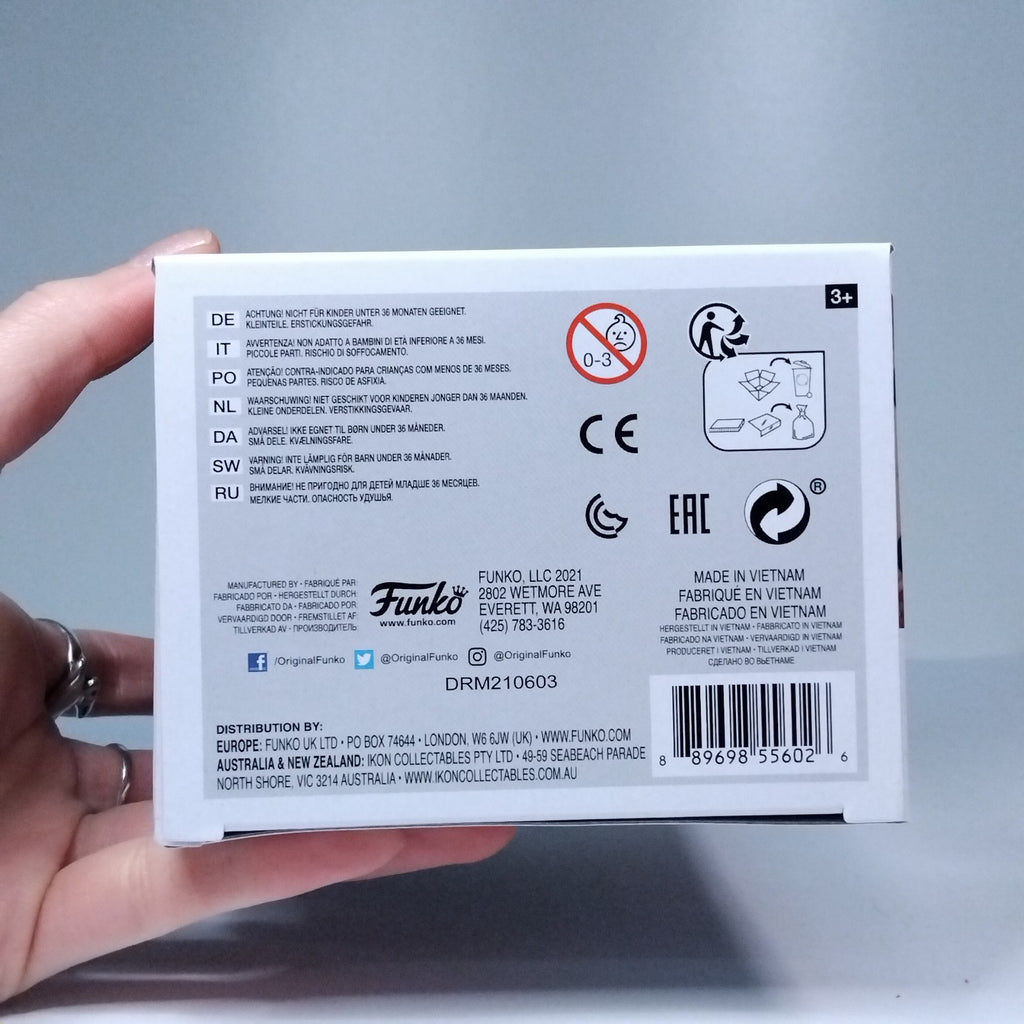 3+
DE ACHTUNG! NICHT FÜR KINDER UNTER 36 MONATEN GEEIGNET.
KLEINTEILE. ERSTICKUNGSGEFAHR.
IT AVVERTENZA! NON ADATTO A BAMBINI DI ETÀ INFERIORE A 36 MESI.
PICCOLE PARTI. RISCHIO DI SOFFOCAMENTO.
PO ATENÇÃO! CONTRA-INDICADO PARA CRIANÇAS COM MENOS DE 36 MESES.
PEQUENAS PARTES. RISCO DE ASFIXIA.
NL WAARSCHUWING! NIET GESCHIKT VOOR KINDEREN JONGER DAN 36 MAANDEN.
KLEINE ONDERDELEN. VERSTIKKINGSGEVAAR.
DA ADVARSEL! IKKE EGNET TIL BØRN UNDER 36 MÅNEDER.
SMÅ DELE. KVÆLNINGSFARE.
SW VARNING! INTE LÄMPLIG FÖR BARN UNDER 36 MÅNADER.
SMÅ DELAR. KVÄVNINGSRISK.
RU ВНИМАНИЕ! НЕ ПРИГОДНО ДЛЯ ДЕТЕЙ МЛАДШЕ 36 МЕСЯЦЕВ.
МЕЛКИЕ ЧАСТИ. ОПАСНОСТЬ УДУШЬЯ.
0-3
CE
EAC
®
MANUFACTURED BY • FABRIQUÉ PAR
FABRICADO POR • HERGESTELLT DURCH:
FABBRICATO DA • FABRICADO POR:
VERVAARDIGD DOOR • FREMSTILLET AF:
TILLVERKAD AV • ПРОИЗВОДИТЕЛЬ:
Funko
www.funko.com
FUNKO, LLC 2021
2802 WETMORE AVE
EVERETT, WA 98201
(425) 783-3616
/OriginalFunko @OriginalFunko @OriginalFunko
DRM210603
MADE IN VIETNAM
FABRIQUÉ EN VIETNAM
FABRICADO EN VIETNAM
HERGESTELLT IN VIETNAM • FABBRICATO IN VIETNAM
FABRICADO NA VIETNAM • VERVAARDIGD IN VIETNAM
PRODUCERET I VIETNAM • TILLVERKAD I VIETNAM
СДЕЛАНО ВО ВЬЕТНАМЕ
DISTRIBUTION BY:
EUROPE: FUNKO UK LTD • PO BOX 74644 • LONDON, W6 6JW (UK) • WWW.FUNKO.COM
AUSTRALIA & NEW ZEALAND: IKON COLLECTABLES PTY LTD • 49-59 SEABEACH PARADE
NORTH SHORE, VIC 3214 AUSTRALIA • WWW.IKONCOLLECTABLES.COM.AU
8 89698 55602 6